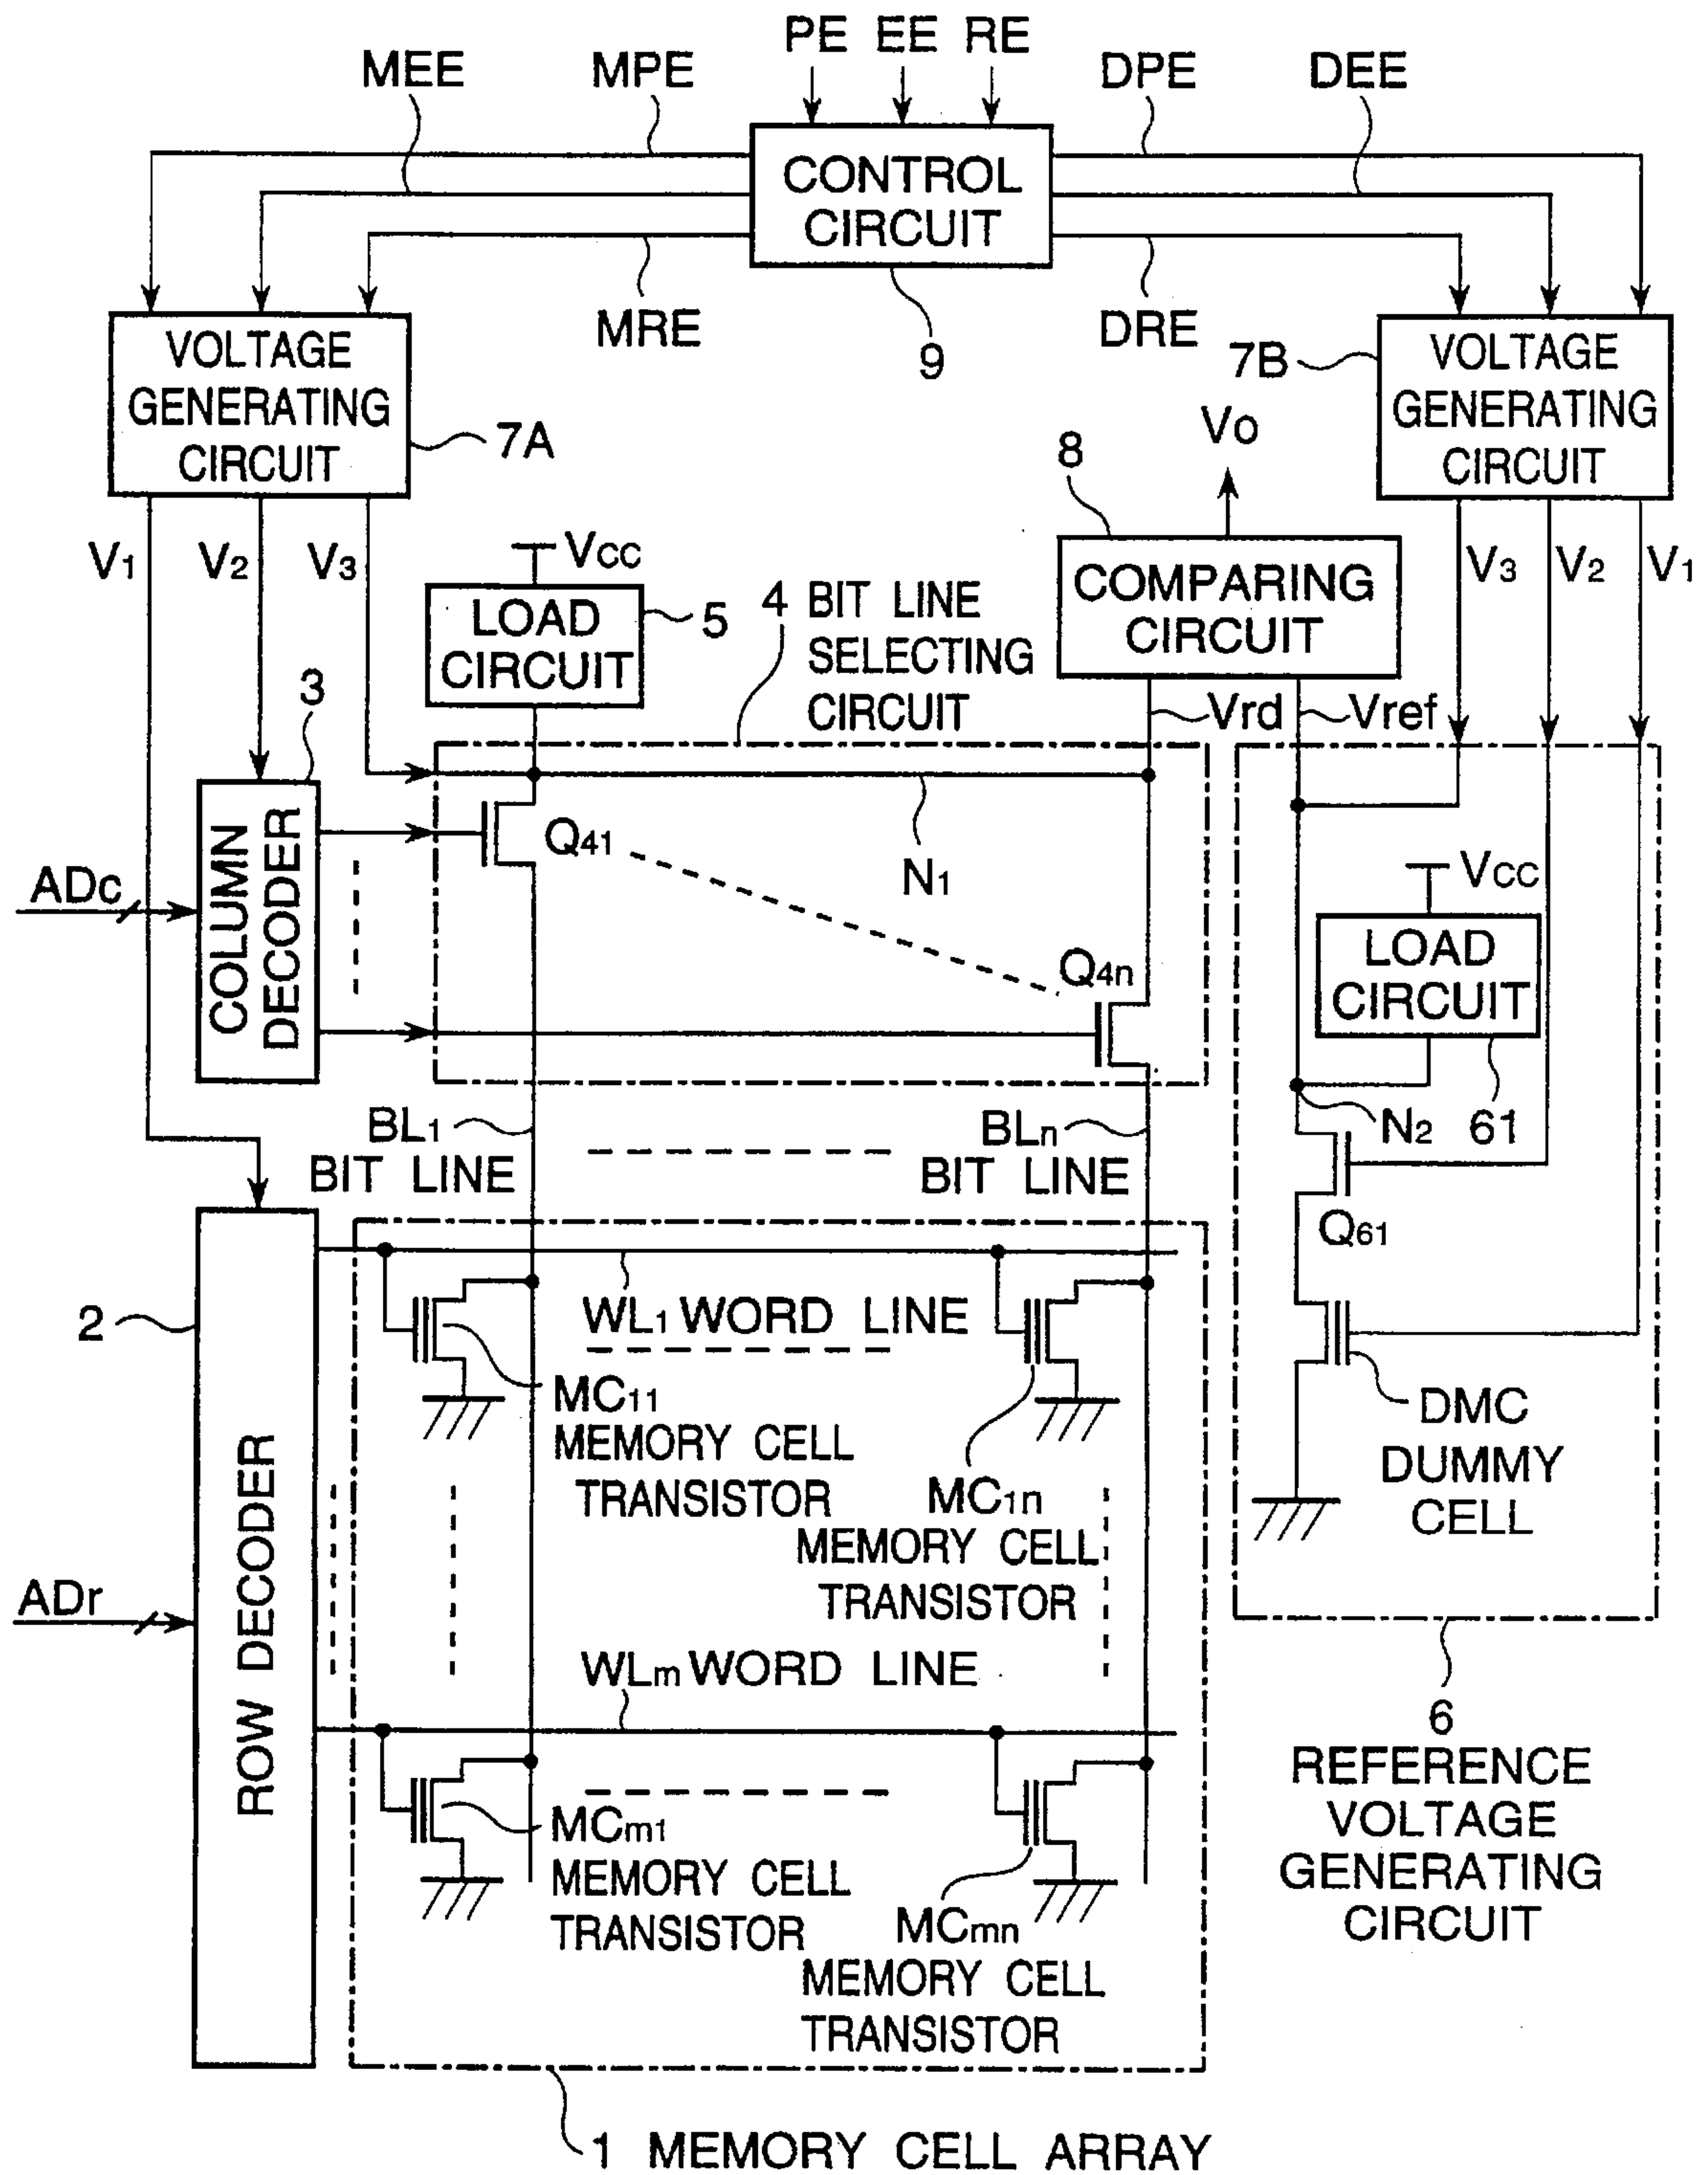 PE EE RE
MEE MPE DPE DEE
CONTROL
CIRCUIT
MRE 9 DRE
VOLTAGE
GENERATING
CIRCUIT
7A
7B
VOLTAGE
GENERATING
CIRCUIT
Vo
8
V1 V2 V3
VCC
LOAD
CIRCUIT
5
4 BIT LINE
SELECTING
CIRCUIT
COMPARING
CIRCUIT
V3 V2 V1
Vrd Vref
3
COLUMN
DECODER
ADc
Q41
N1
Q4n
VCC
LOAD
CIRCUIT
N2 61
BL1
BIT LINE
BLn
BIT LINE
Q61
2
WL1 WORD LINE
MC11
MEMORY CELL
TRANSISTOR
MC1n
MEMORY CELL
TRANSISTOR
DMC
DUMMY
CELL
ADr
ROW DECODER
WLm WORD LINE
6
REFERENCE
VOLTAGE
GENERATING
CIRCUIT
MCm1
MEMORY CELL
TRANSISTOR
MCmn
MEMORY CELL
TRANSISTOR
1 MEMORY CELL ARRAY